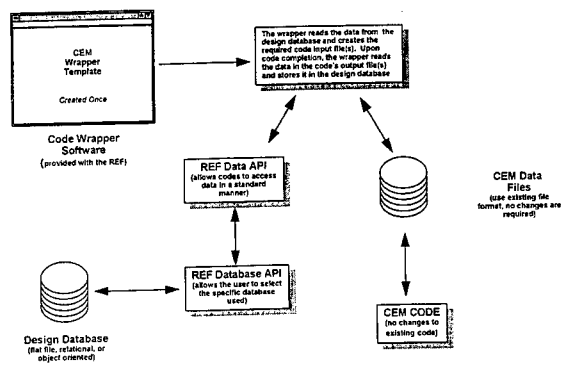 CEM
Wrapper
Template
Created Once
Code Wrapper
Software
(provided with the REF)
The wrapper reads the data from the
design database and creates the
required code input file(s). Upon
code completion, the wrapper reads
the data in the code's output file(s)
and stores it in the design database
REF Data API
(allows codes to access
data in a standard
manner)
CEM Data
Files
(use existing file
format, no changes are
required)
REF Database API
(allows the user to select
the specific database
used)
CEM CODE
(no changes to
existing code)
Design Database
(flat file, relational, or
object oriented)